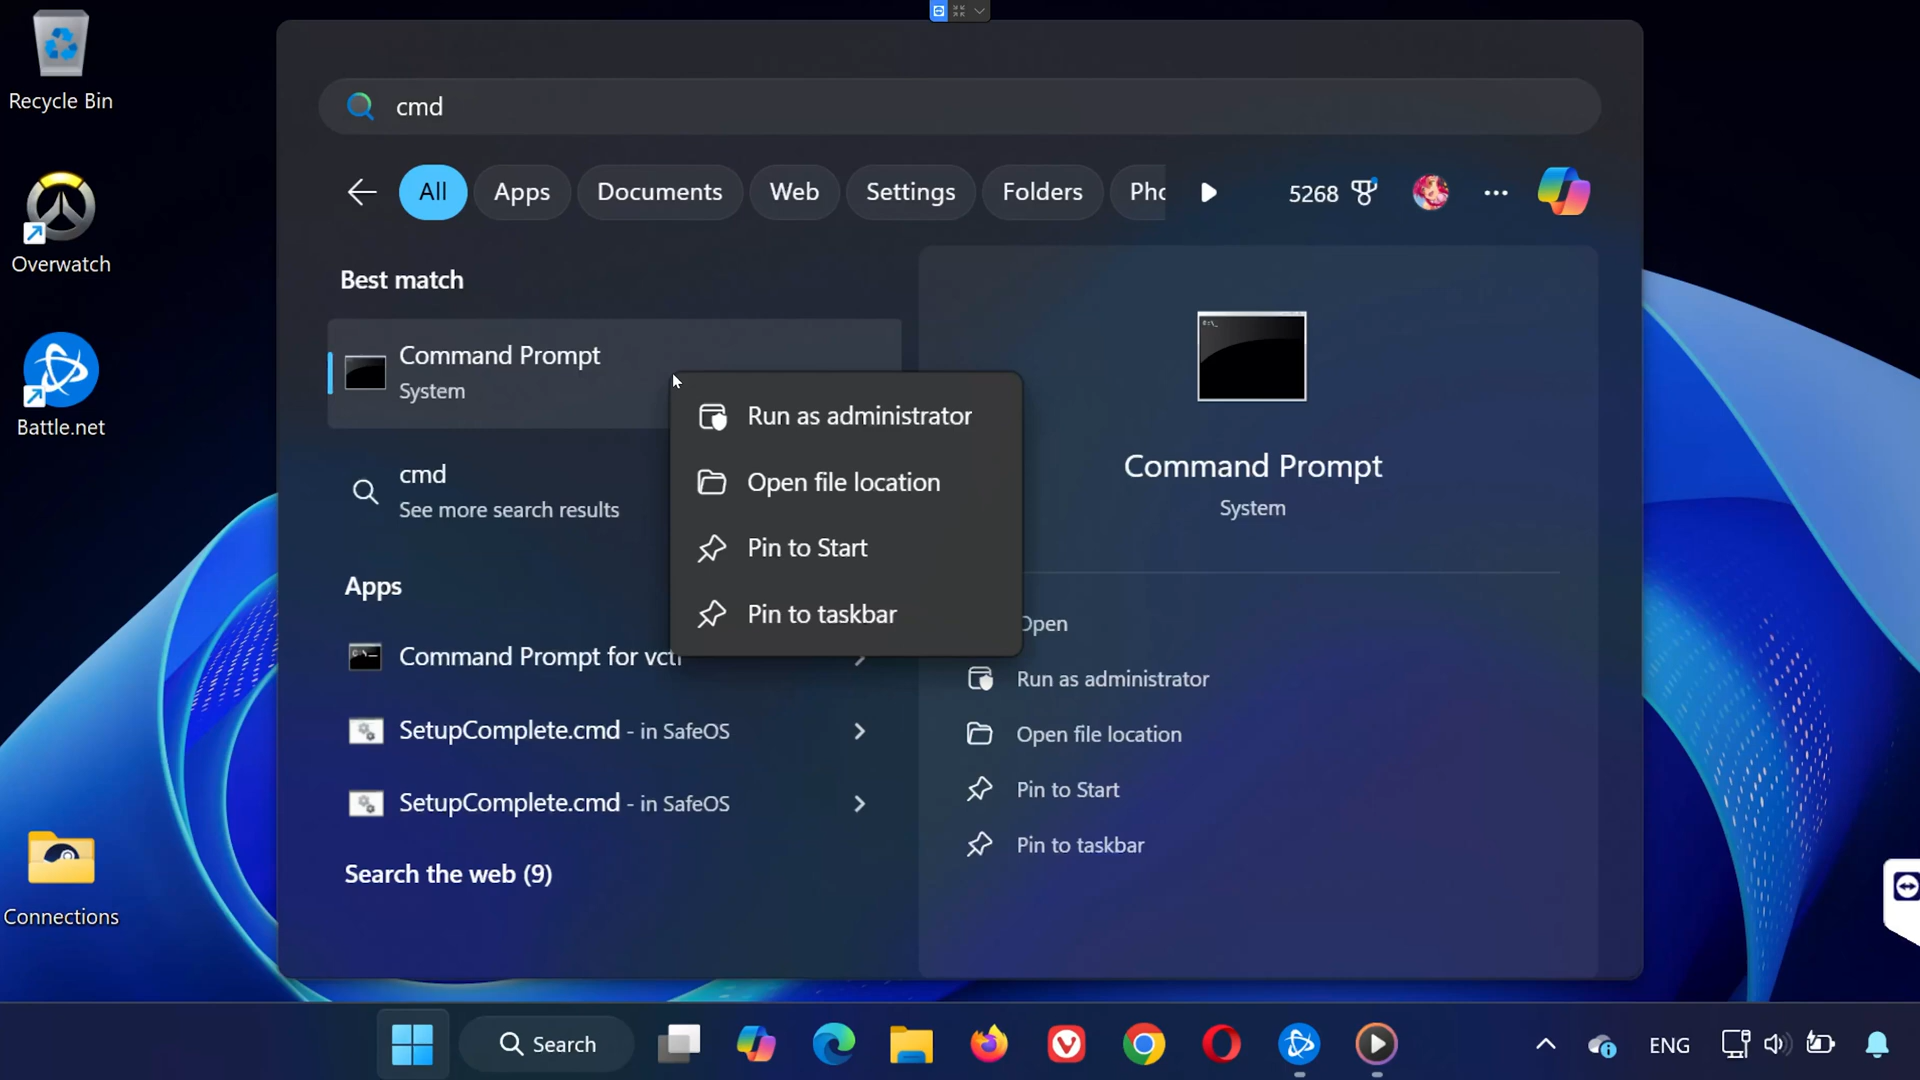 Recycle Bin
Overwatch
Battle.net
Connections
cmd
All
Apps
Documents
Web
Settings
Folders
5268
Best match
Command Prompt
System
cmd
See more search results
Apps
Command Prompt for
SetupComplete.cmd - in SafeOS
SetupComplete.cmd - in SafeOS
Search the web (9)
Run as administrator
Open file location
Pin to Start
Pin to taskbar
Command Prompt
System
Open
Run as administrator
Open file location
Pin to Start
Pin to taskbar
Search
ENG